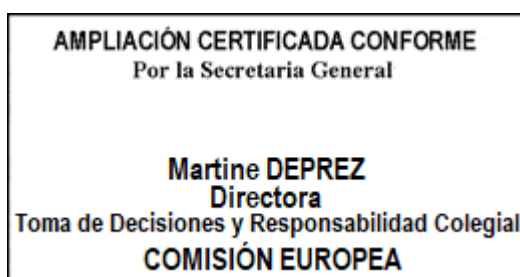 AMPLIACIÓN CERTIFICADA CONFORME
Por la Secretaria General
Martine DEPREZ
Directora
Toma de Decisiones y Responsabilidad Colegial
COMISIÓN EUROPEA